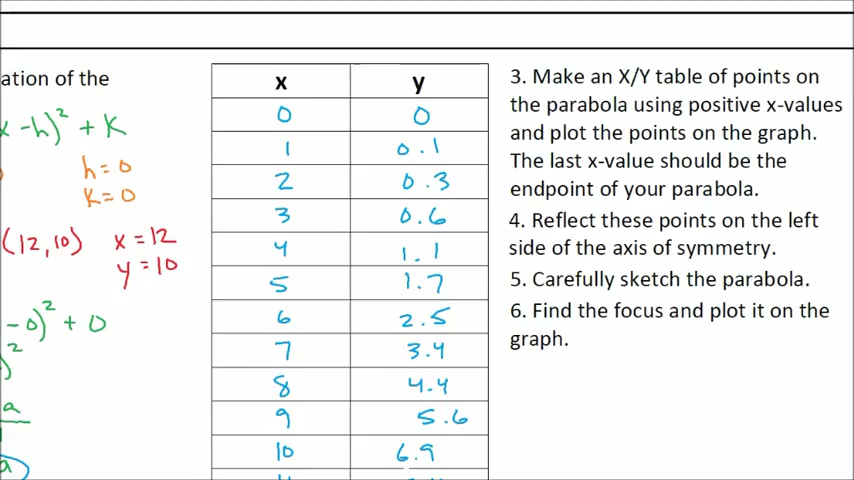 ation of the
x - h)² + K
h = 0
K = 0
(12,10) x = 12
y = 10
- 0)² + 0
)²
a
a
x y
0 0
1 0.1
2 0.3
3 0.6
4 1.1
5 1.7
6 2.5
7 3.4
8 4.4
9 5.6
10 6.9
3. Make an X/Y table of points on
the parabola using positive x-values
and plot the points on the graph.
The last x-value should be the
endpoint of your parabola.
4. Reflect these points on the left
side of the axis of symmetry.
5. Carefully sketch the parabola.
6. Find the focus and plot it on the
graph.